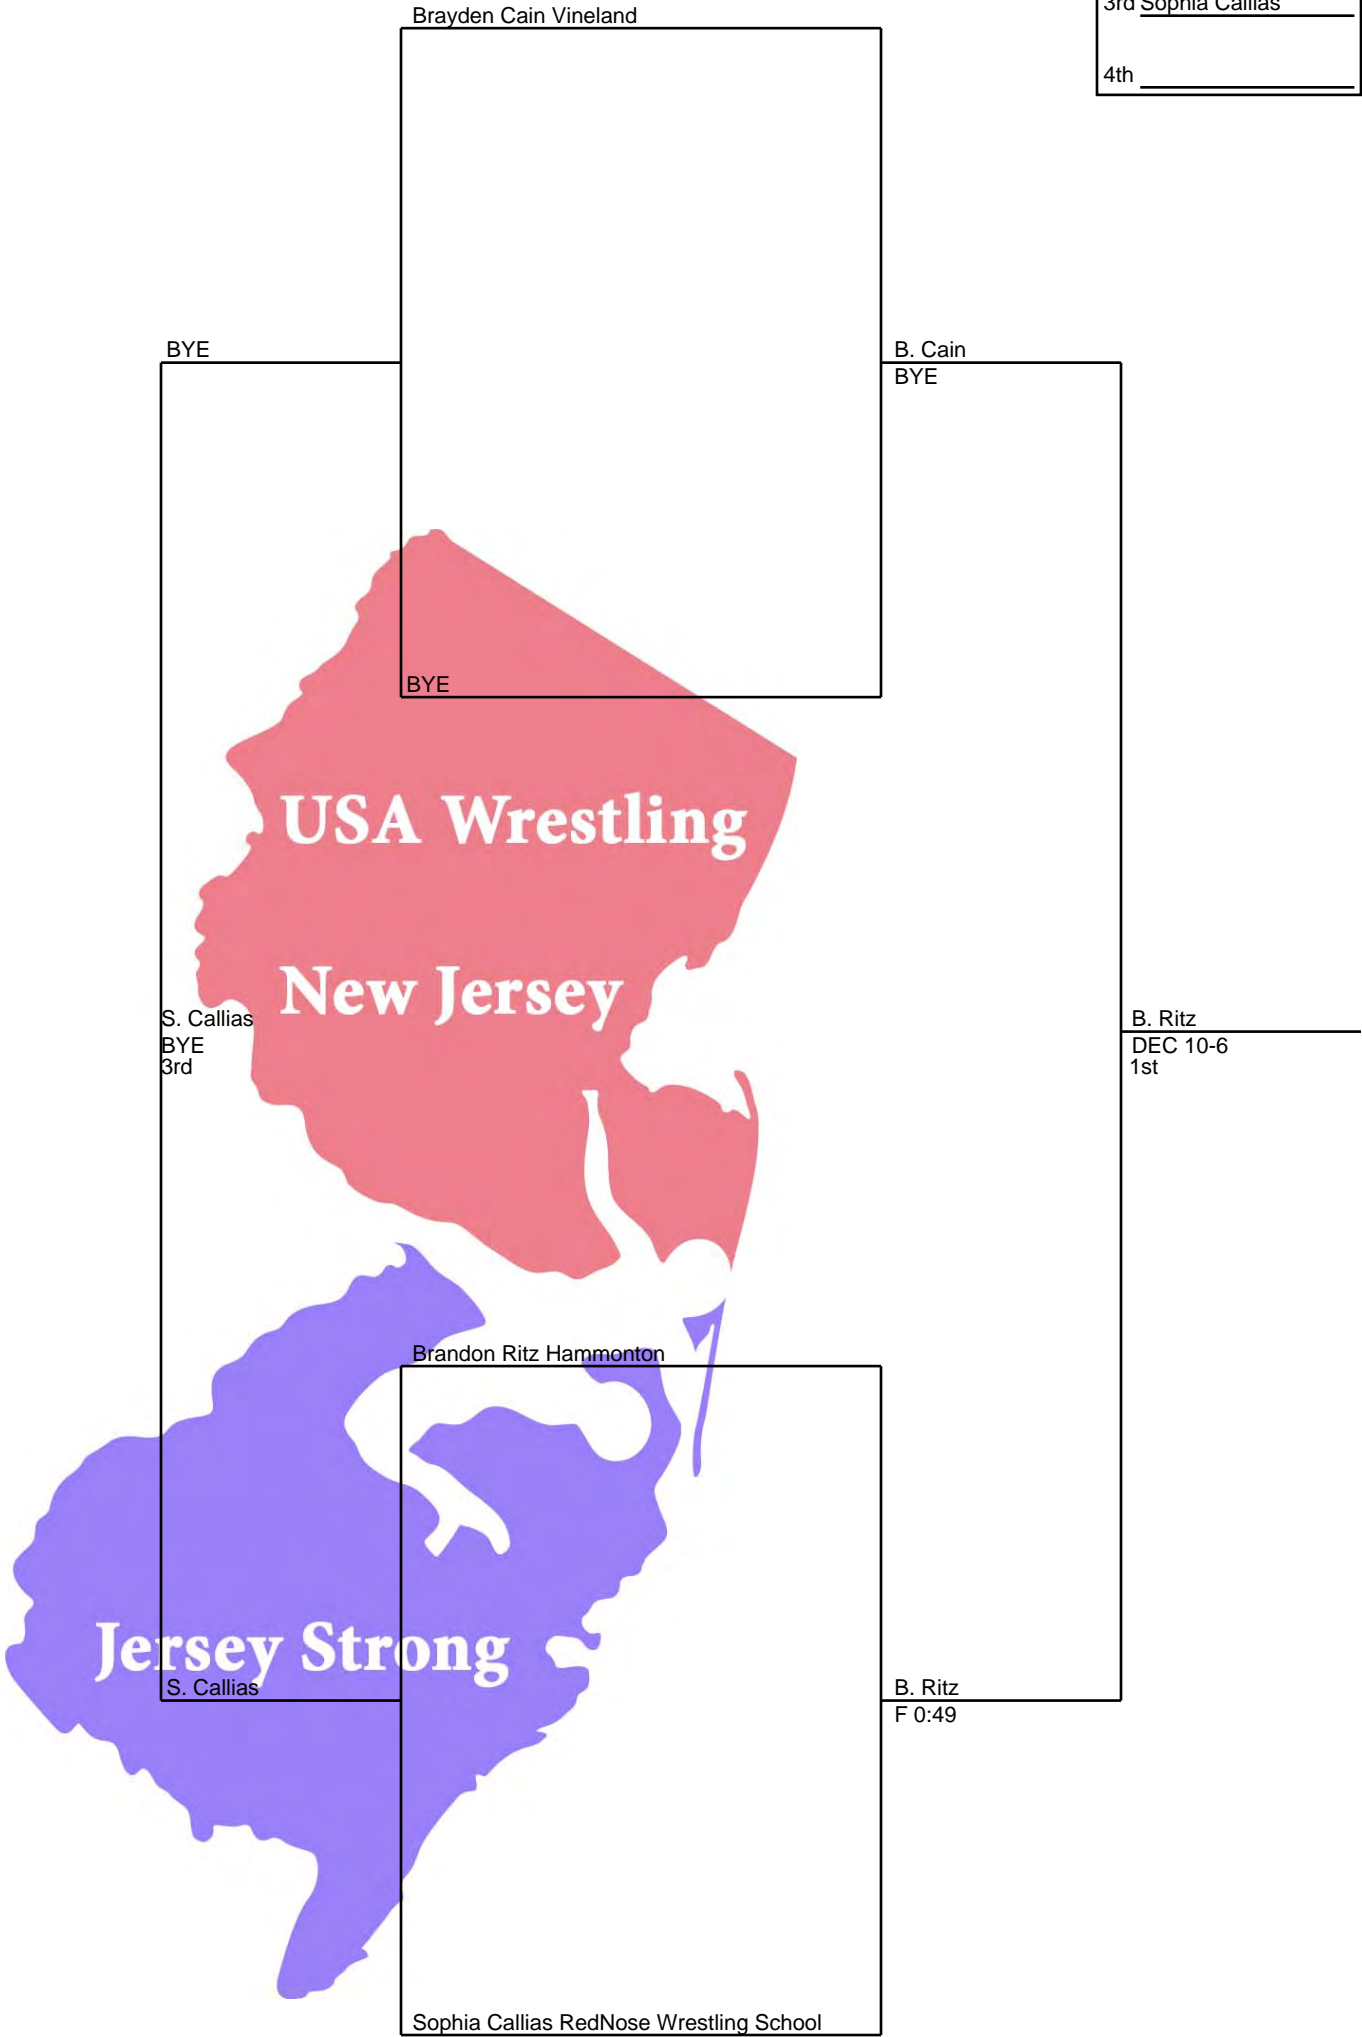 Brayden Cain Vineland
3rd Sophia Callias
4th
BYE
B. Cain
BYE
BYE
USA Wrestling
New Jersey
S. Callias
BYE
3rd
B. Ritz
DEC 10-6
1st
Brandon Ritz Hammonton
Jersey Strong
S. Callias
B. Ritz
F 0:49
Sophia Callias RedNose Wrestling School